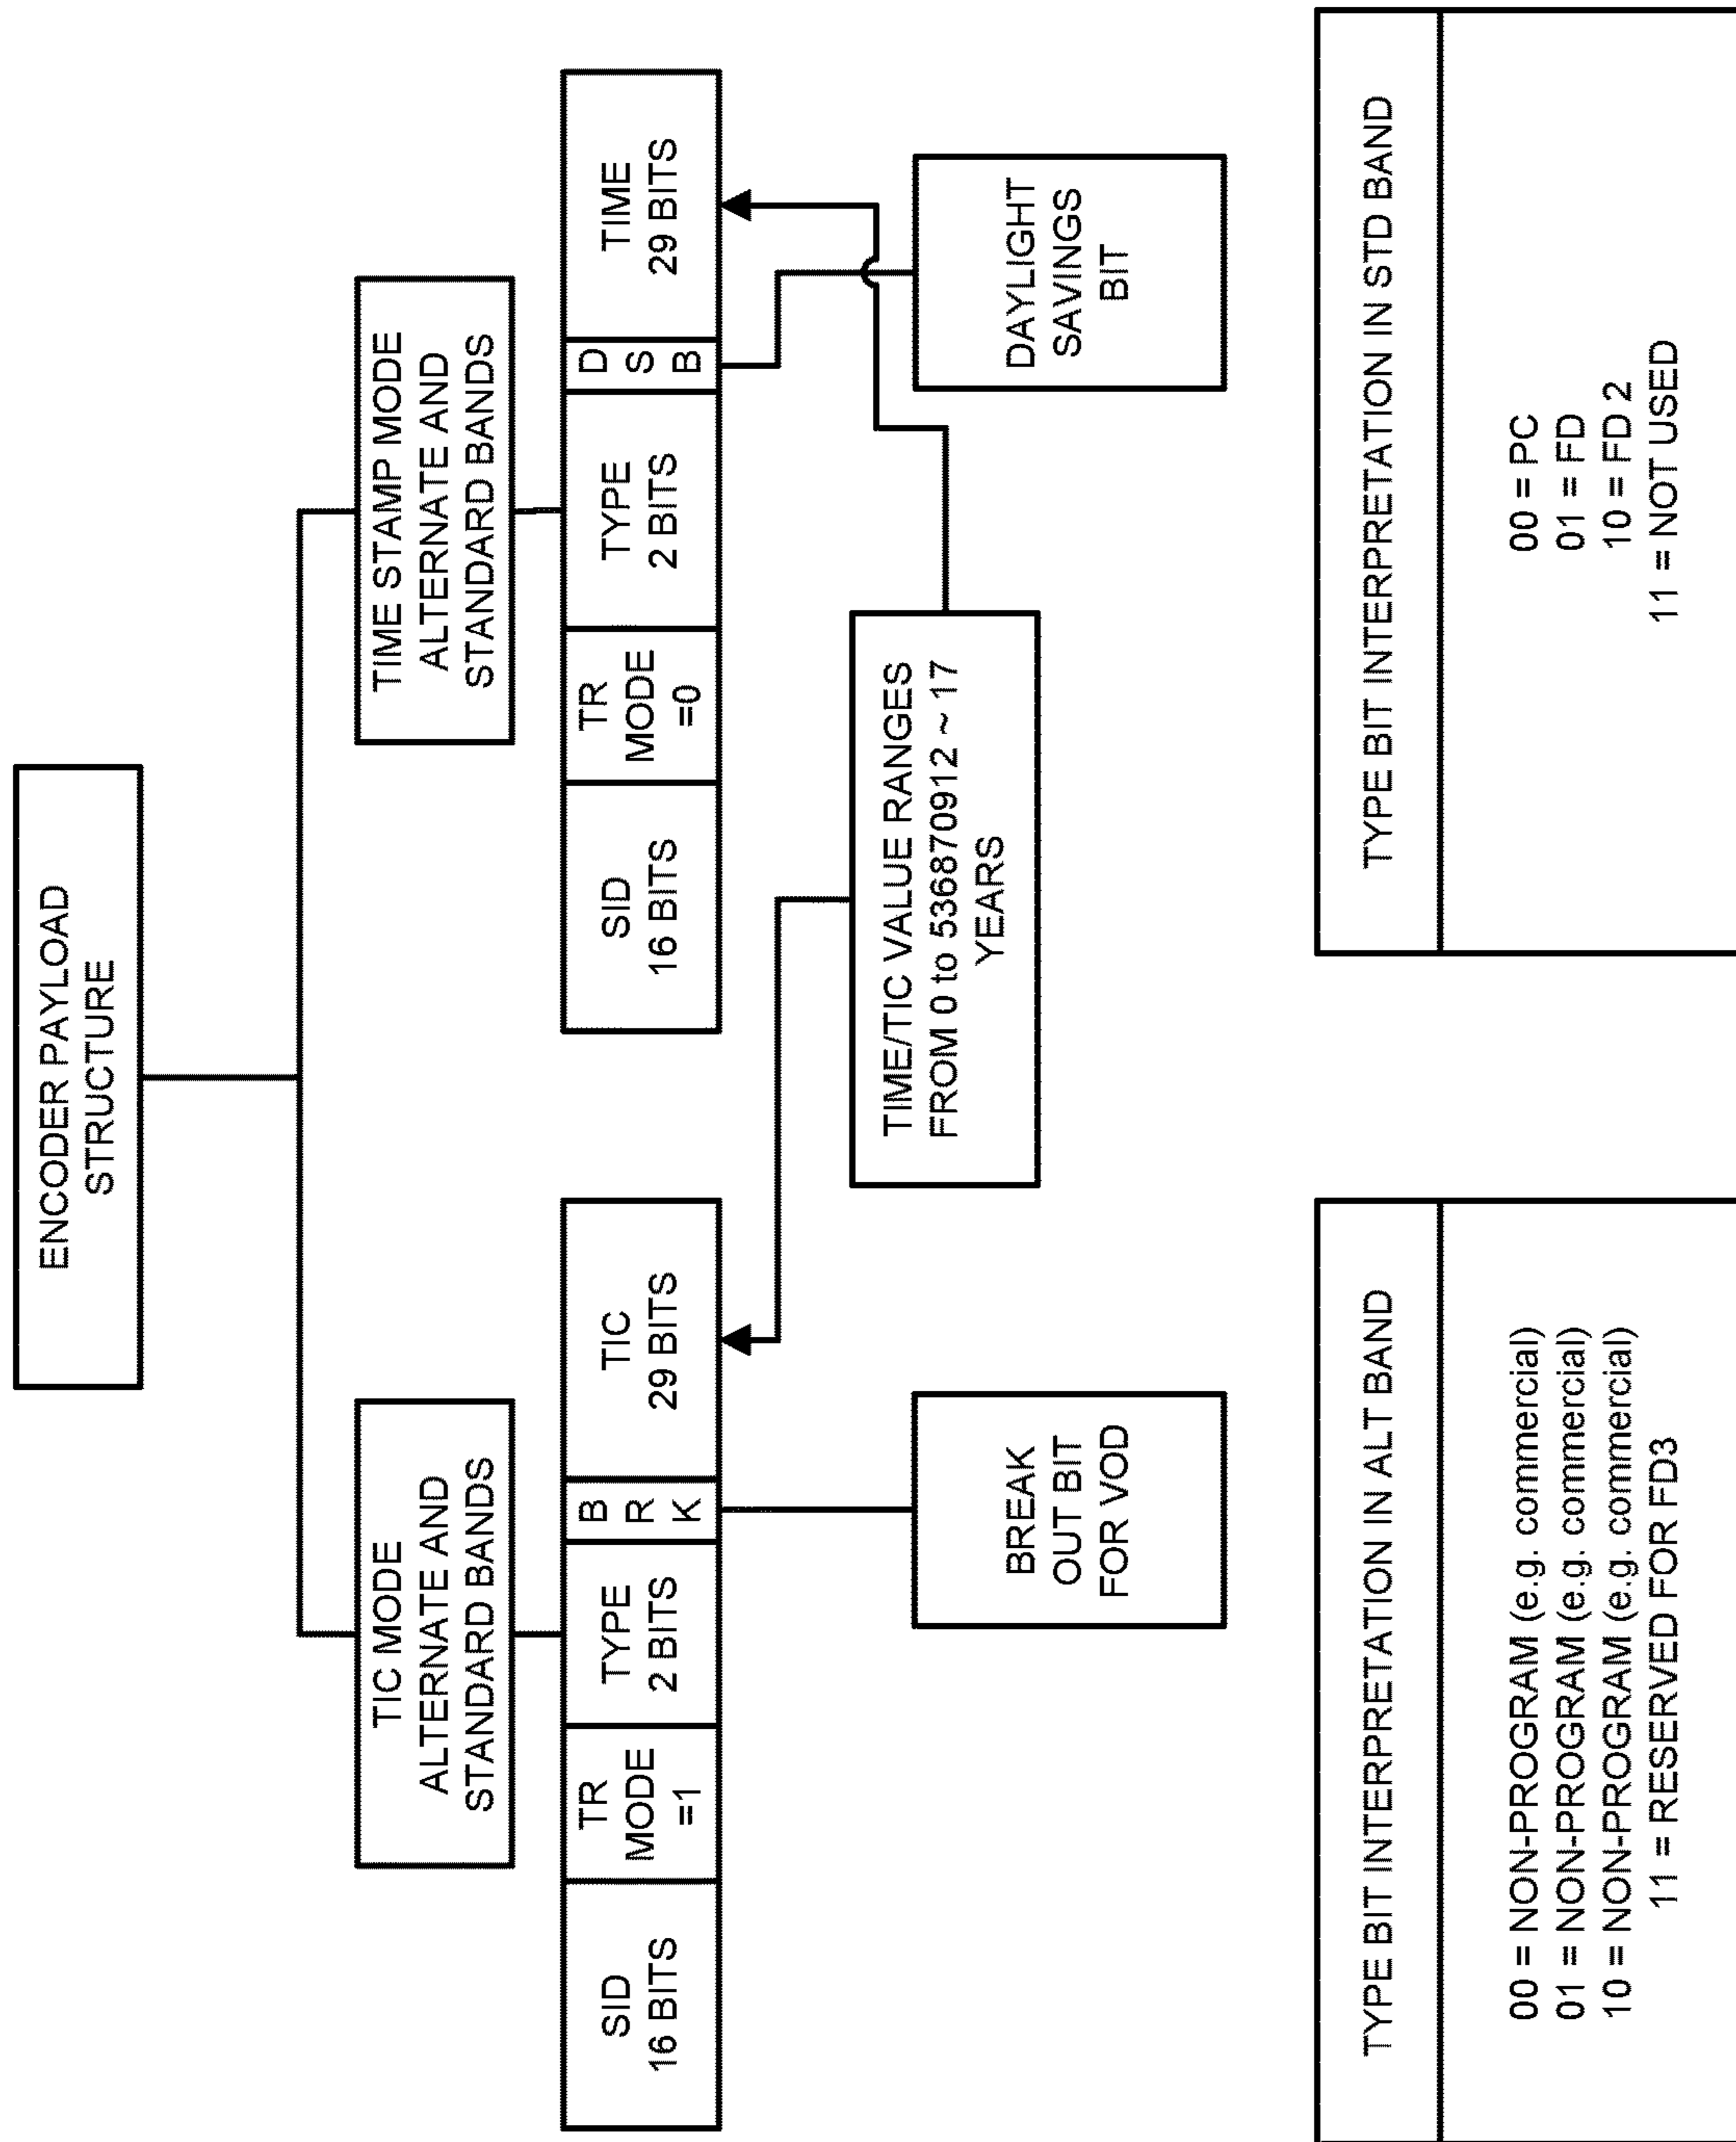 ENCODER PAYLOAD
STRUCTURE
TIC MODE
ALTERNATE AND
STANDARD BANDS
TIME STAMP MODE
ALTERNATE AND
STANDARD BANDS
SID
16 BITS
TR
MODE
=1
TYPE
2 BITS
B
R
K
TIC
29 BITS
SID
16 BITS
TR
MODE
=0
TYPE
2 BITS
D
S
B
TIME
29 BITS
BREAK
OUT BIT
FOR VOD
TIME/TIC VALUE RANGES
FROM 0 to 536870912 ~ 17
YEARS
DAYLIGHT
SAVINGS
BIT
TYPE BIT INTERPRETATION IN ALT BAND
00 = NON-PROGRAM (e.g. commercial)
01 = NON-PROGRAM (e.g. commercial)
10 = NON-PROGRAM (e.g. commercial)
11 = RESERVED FOR FD3
TYPE BIT INTERPRETATION IN STD BAND
00 = PC
01 = FD
10 = FD 2
11 = NOT USED